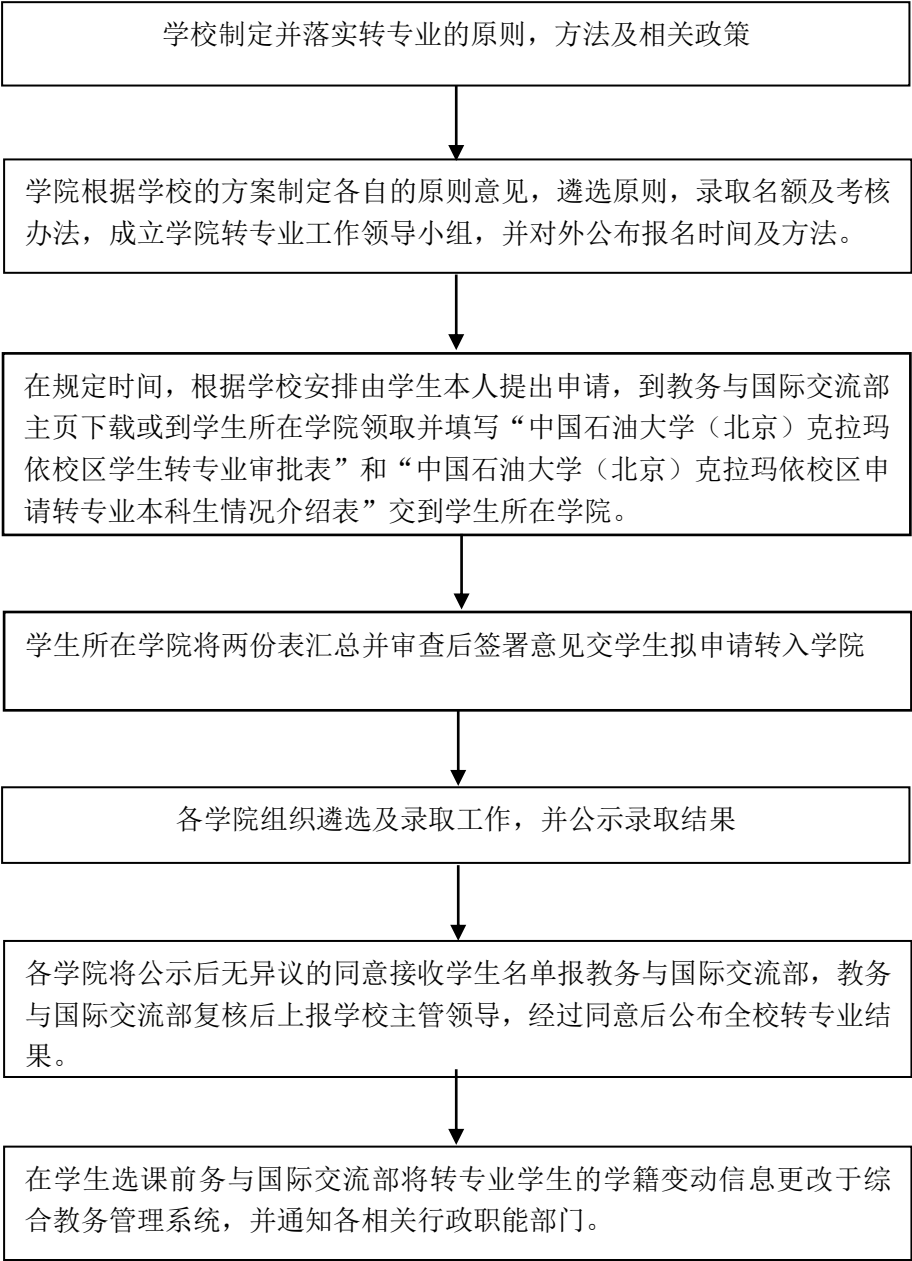 学校制定并落实转专业的原则，方法及相关政策
学院根据学校的方案制定各自的原则意见，遴选原则，录取名额及考核
办法，成立学院转专业工作领导小组，并对外公布报名时间及方法。
在规定时间，根据学校安排由学生本人提出申请，到教务与国际交流部
主页下载或到学生所在学院领取并填写“中国石油大学（北京）克拉玛
依校区学生转专业审批表”和“中国石油大学（北京）克拉玛依校区申
请转专业本科生情况介绍表”交到学生所在学院。
学生所在学院将两份表汇总并审查后签署意见交学生拟申请转入学院
各学院组织遴选及录取工作，并公示录取结果
各学院将公示后无异议的同意接收学生名单报教务与国际交流部，教务
与国际交流部复核后上报学校主管领导，经过同意后公布全校转专业结
果。
在学生选课前务与国际交流部将转专业学生的学籍变动信息更改于综
合教务管理系统，并通知各相关行政职能部门。